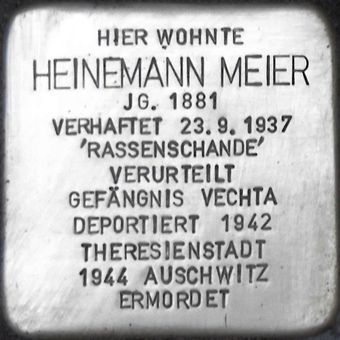 HIER WOHNTE
HEINEMANN MEIER
JG. 1881
VERHAFTET 23.9.1937
'RASSENSCHANDE'
VERURTEILT
GEFÄNGNIS VECHTA
DEPORTIERT 1942
THERESIENSTADT
1944 AUSCHWITZ
ERMORDET